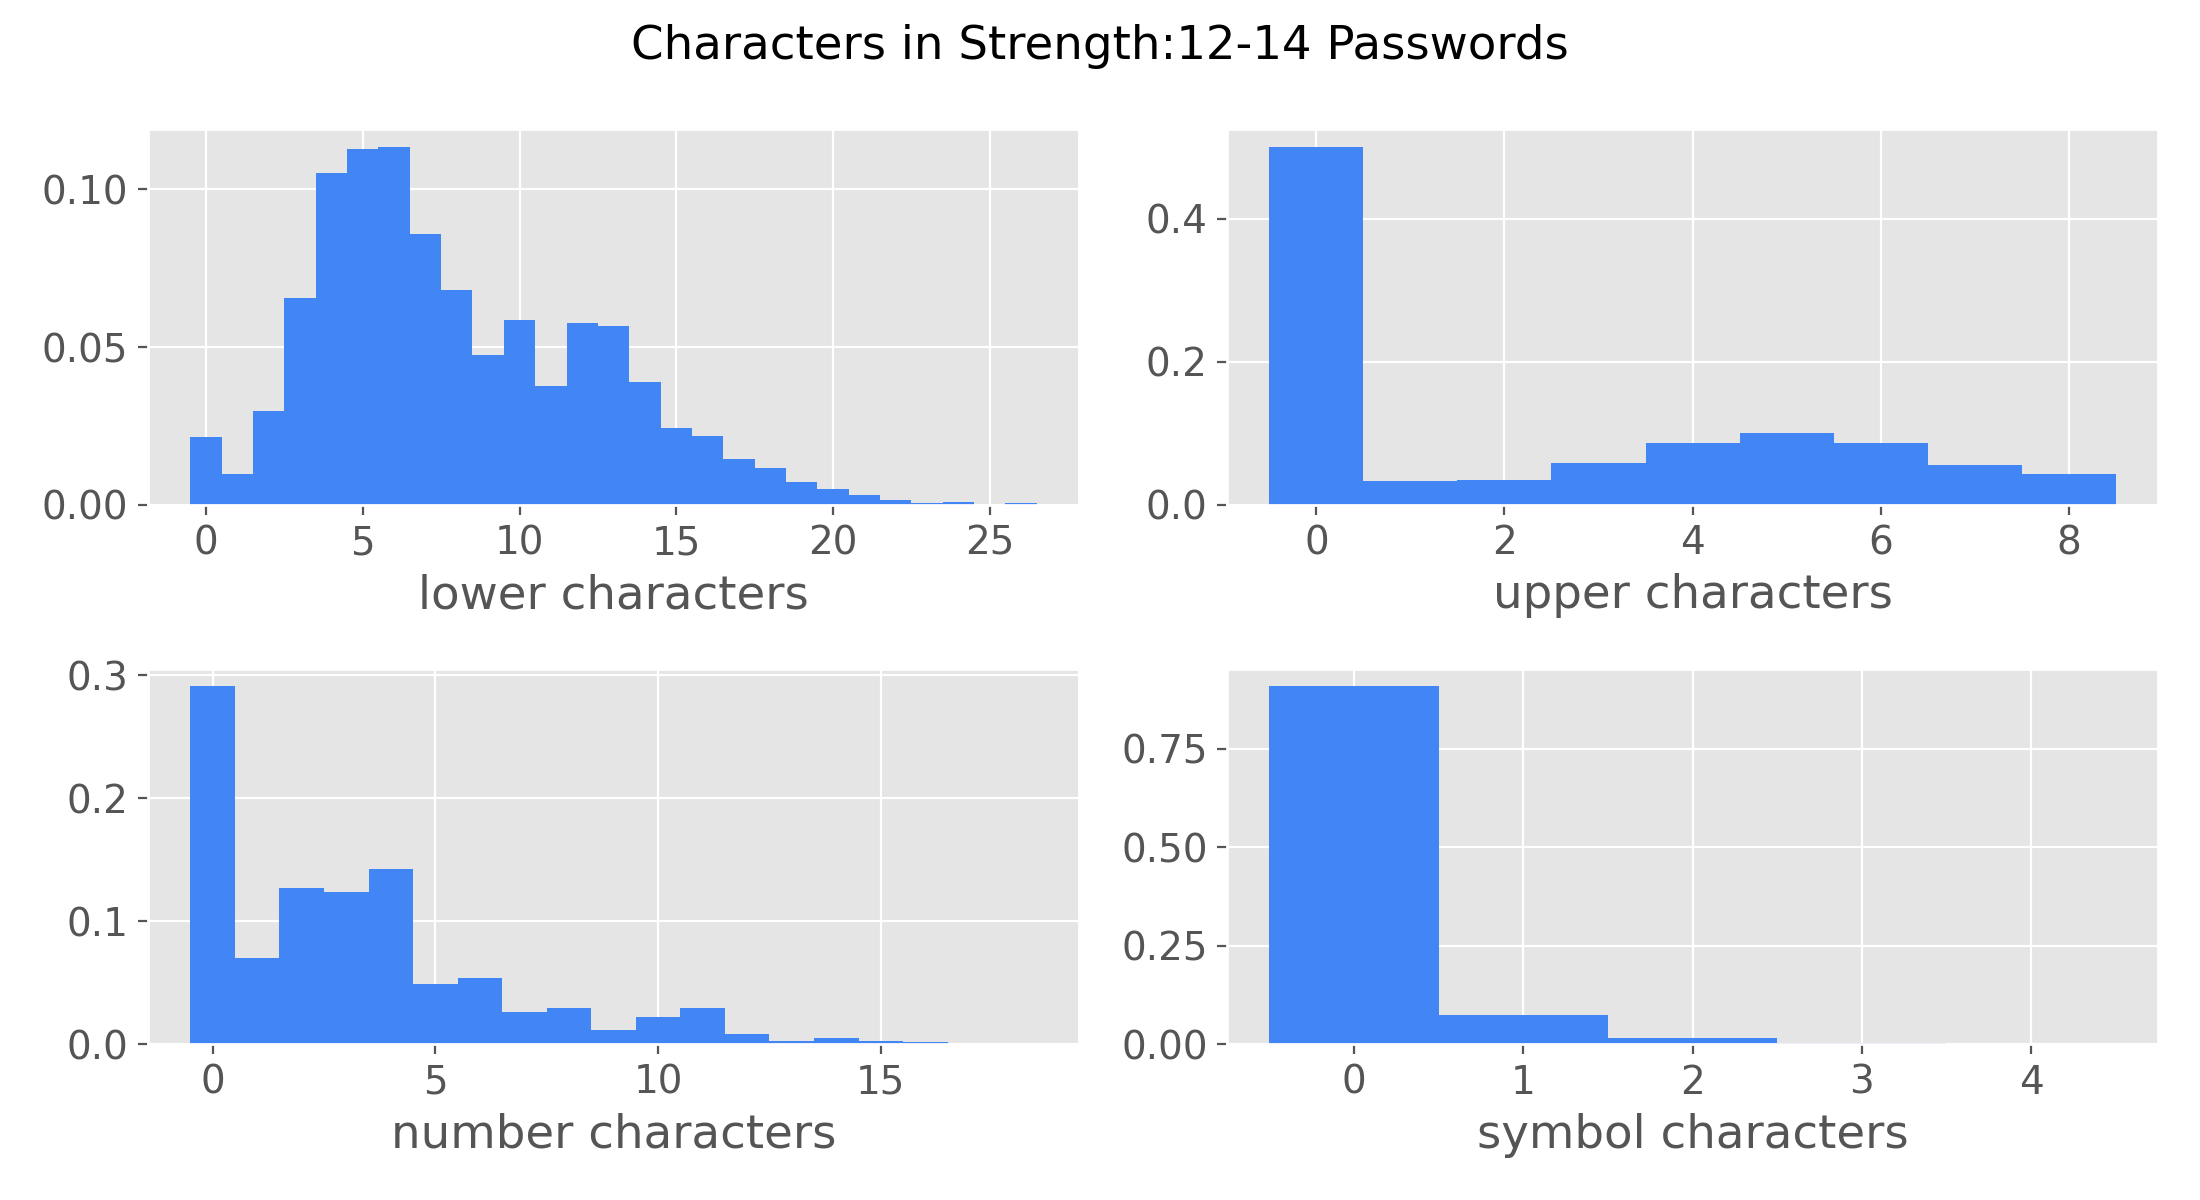 Characters in Strength:12-14 Passwords
0.10
0.05
0.00
0 5 10 15 20 25
lower characters
0.4
0.2
0.0
0 2 4 6 8
upper characters
0.3
0.2
0.1
0.0
0 5 10 15
number characters
0.75
0.50
0.25
0.00
0 1 2 3 4
symbol characters